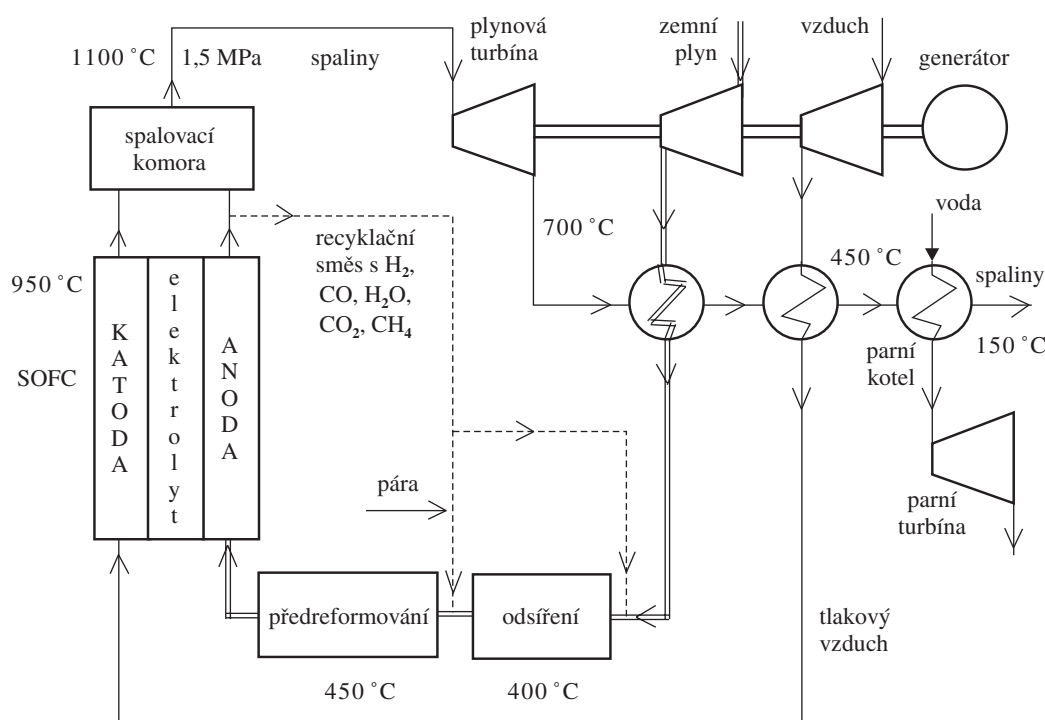 1100 °C
1,5 MPa
spaliny
plynová
turbína
zemní
plyn
vzduch
generátor
spalovací
komora
950 °C
SOFC
KATODA
elektrolyt
ANODA
recyklační
směs s H₂,
CO, H₂O,
CO₂, CH₄
700 °C
450 °C
voda
spaliny
150 °C
parní
kotel
parní
turbína
pára
předreformování
odsíření
450 °C
400 °C
tlakový
vzduch